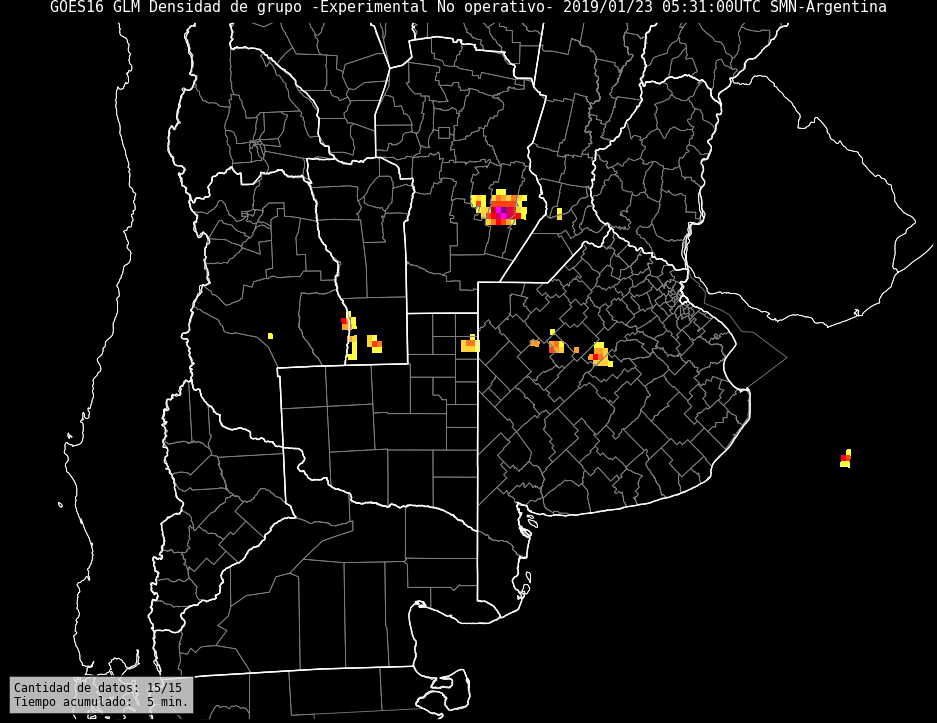 GOES16 GLM Densidad de grupo -Experimental No operativo- 2019/01/23 05:31:00UTC SMN-Argentina
Cantidad de datos: 15/15
Tiempo acumulado:  5 min.